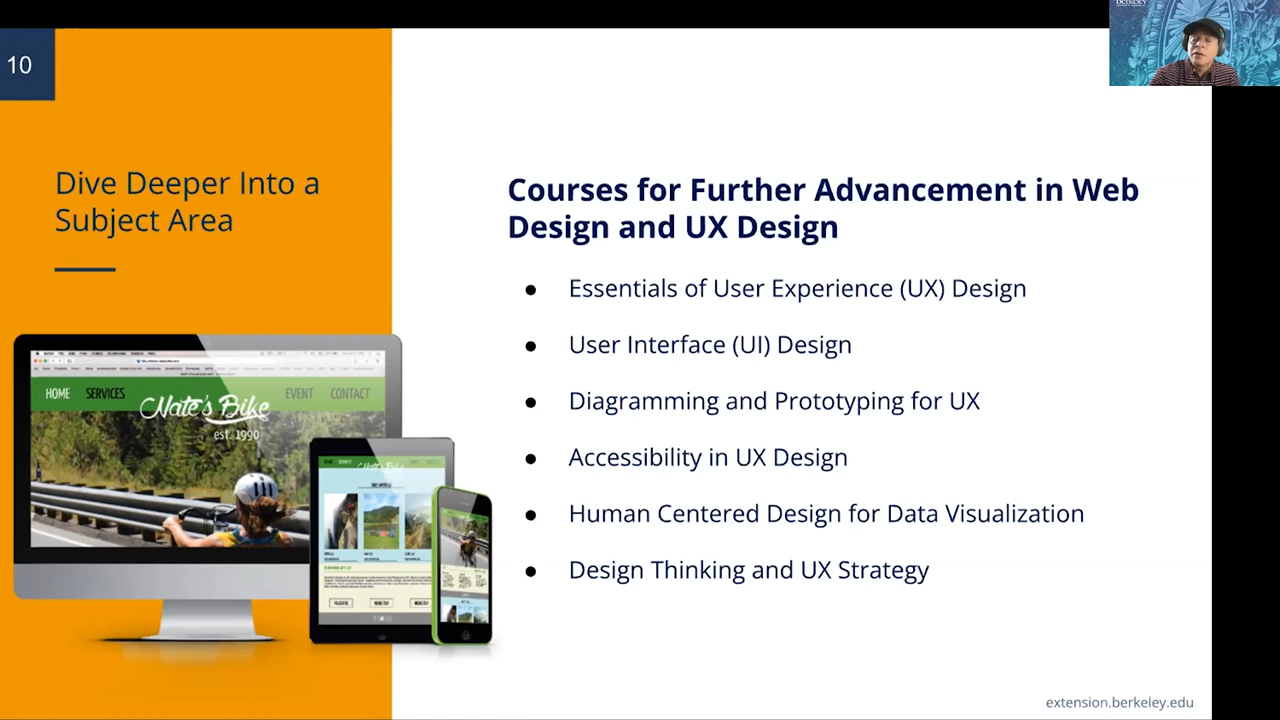 Berkeley
10
Dive Deeper Into a
Subject Area
Courses for Further Advancement in Web
Design and UX Design
● Essentials of User Experience (UX) Design
● User Interface (UI) Design
● Diagramming and Prototyping for UX
● Accessibility in UX Design
● Human Centered Design for Data Visualization
● Design Thinking and UX Strategy
HOME SERVICES EVENT CONTACT
Nate's Bike
est. 1990
extension.berkeley.edu